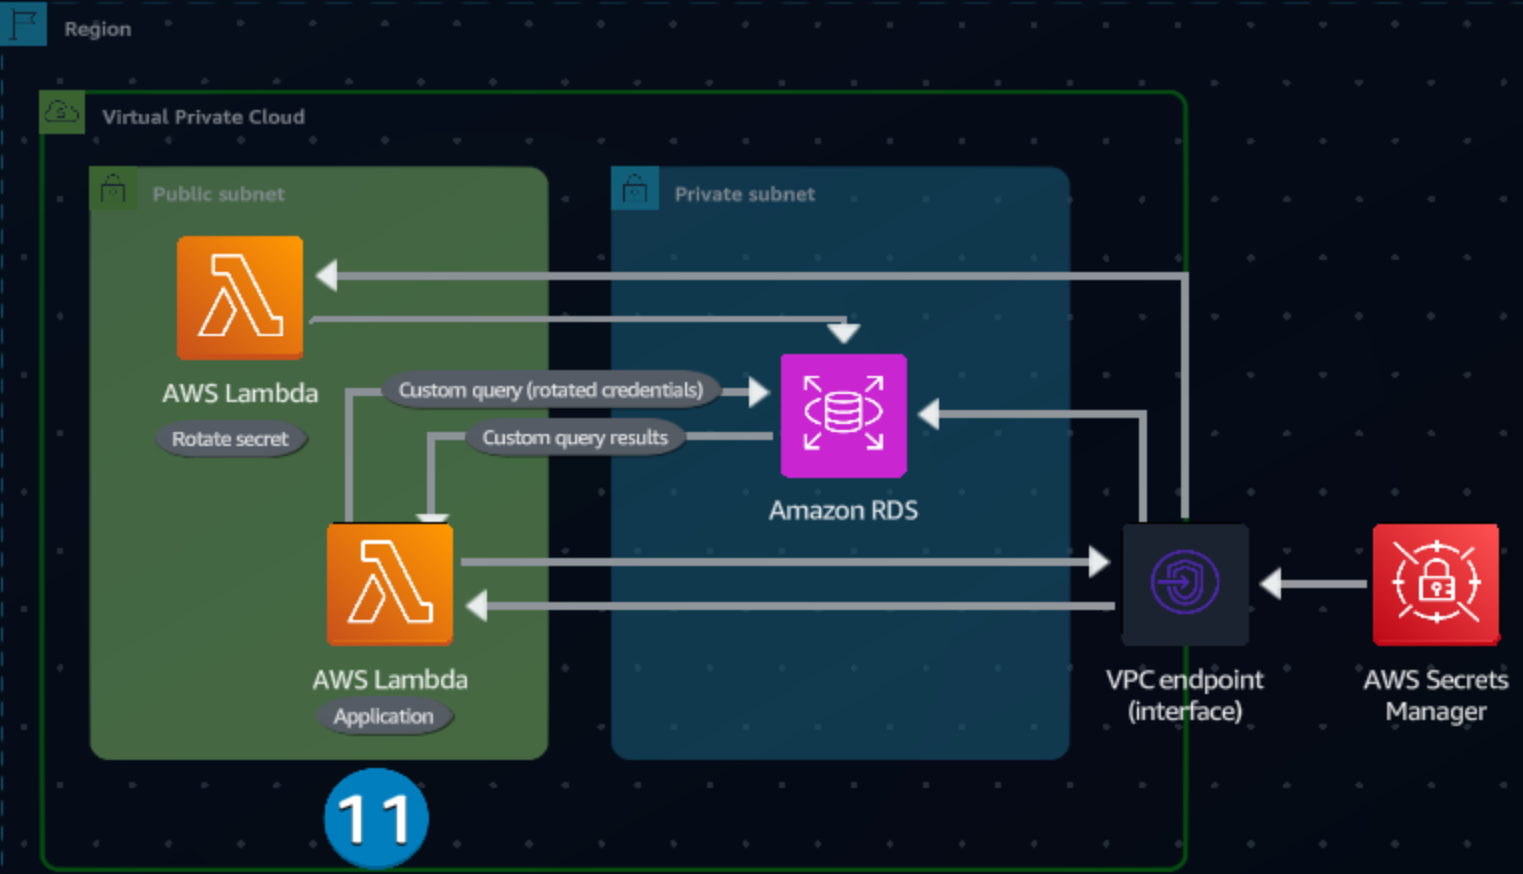 Region
Virtual Private Cloud
Public subnet
Private subnet
AWS Lambda
Rotate secret
Custom query (rotated credentials)
Custom query results
Amazon RDS
AWS Lambda
Application
VPC endpoint
(interface)
AWS Secrets
Manager
11